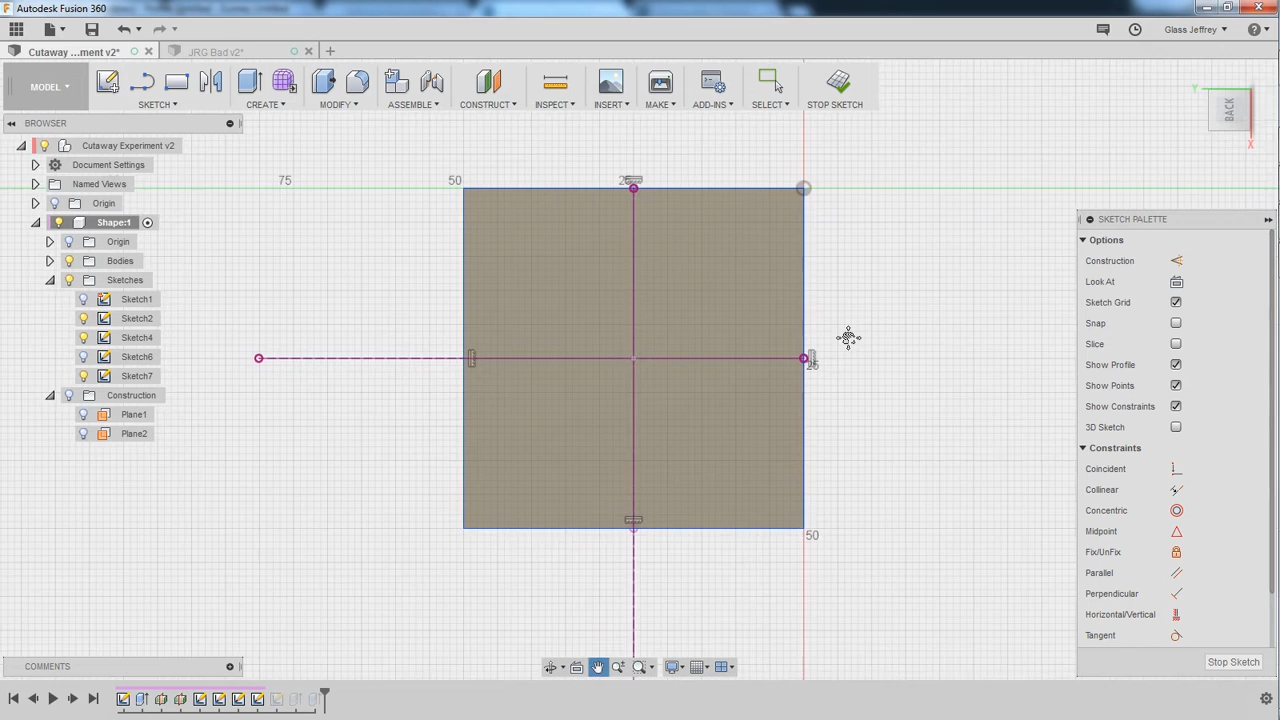 Autodesk Fusion 360
Glass Jeffrey
Cutaway ...ment v2*
JRG Bad v2*
MODEL
SKETCH
CREATE
MODIFY
ASSEMBLE
CONSTRUCT
INSPECT
INSERT
MAKE
ADD-INS
SELECT
STOP SKETCH
BROWSER
Cutaway Experiment v2
Document Settings
Named Views
Origin
Shape:1
Origin
Bodies
Sketches
Sketch1
Sketch2
Sketch4
Sketch6
Sketch7
Construction
Plane1
Plane2
75
50
25
50
Y
BACK
X
SKETCH PALETTE
Options
Construction
Look At
Sketch Grid
Snap
Slice
Show Profile
Show Points
Show Constraints
3D Sketch
Constraints
Coincident
Collinear
Concentric
Midpoint
Fix/UnFix
Parallel
Perpendicular
Horizontal/Vertical
Tangent
Stop Sketch
COMMENTS